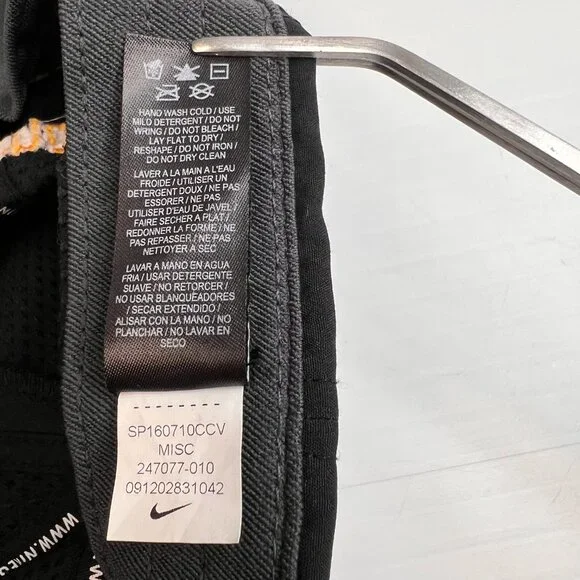 HAND WASH COLD / USE
MILD DETERGENT / DO NOT
WRING / DO NOT BLEACH /
LAY FLAT TO DRY /
RESHAPE / DO NOT IRON /
DO NOT DRY CLEAN
LAVER A LA MAIN A L'EAU
FROIDE / UTILISER UN
DETERGENT DOUX / NE PAS
ESSORER / NE PAS
UTILISER D'EAU DE JAVEL /
FAIRE SECHER A PLAT /
REDONNER LA FORME / NE
PAS REPASSER / NE PAS
NETTOYER A SEC
LAVAR A MANO EN AGUA
FRIA / USAR DETERGENTE
SUAVE / NO RETORCER /
NO USAR BLANQUEADORES
/ SECAR EXTENDIDO /
ALISAR CON LA MANO / NO
PLANCHAR / NO LAVAR EN
SECO
SP160710CCV
MISC
247077-010
091202831042